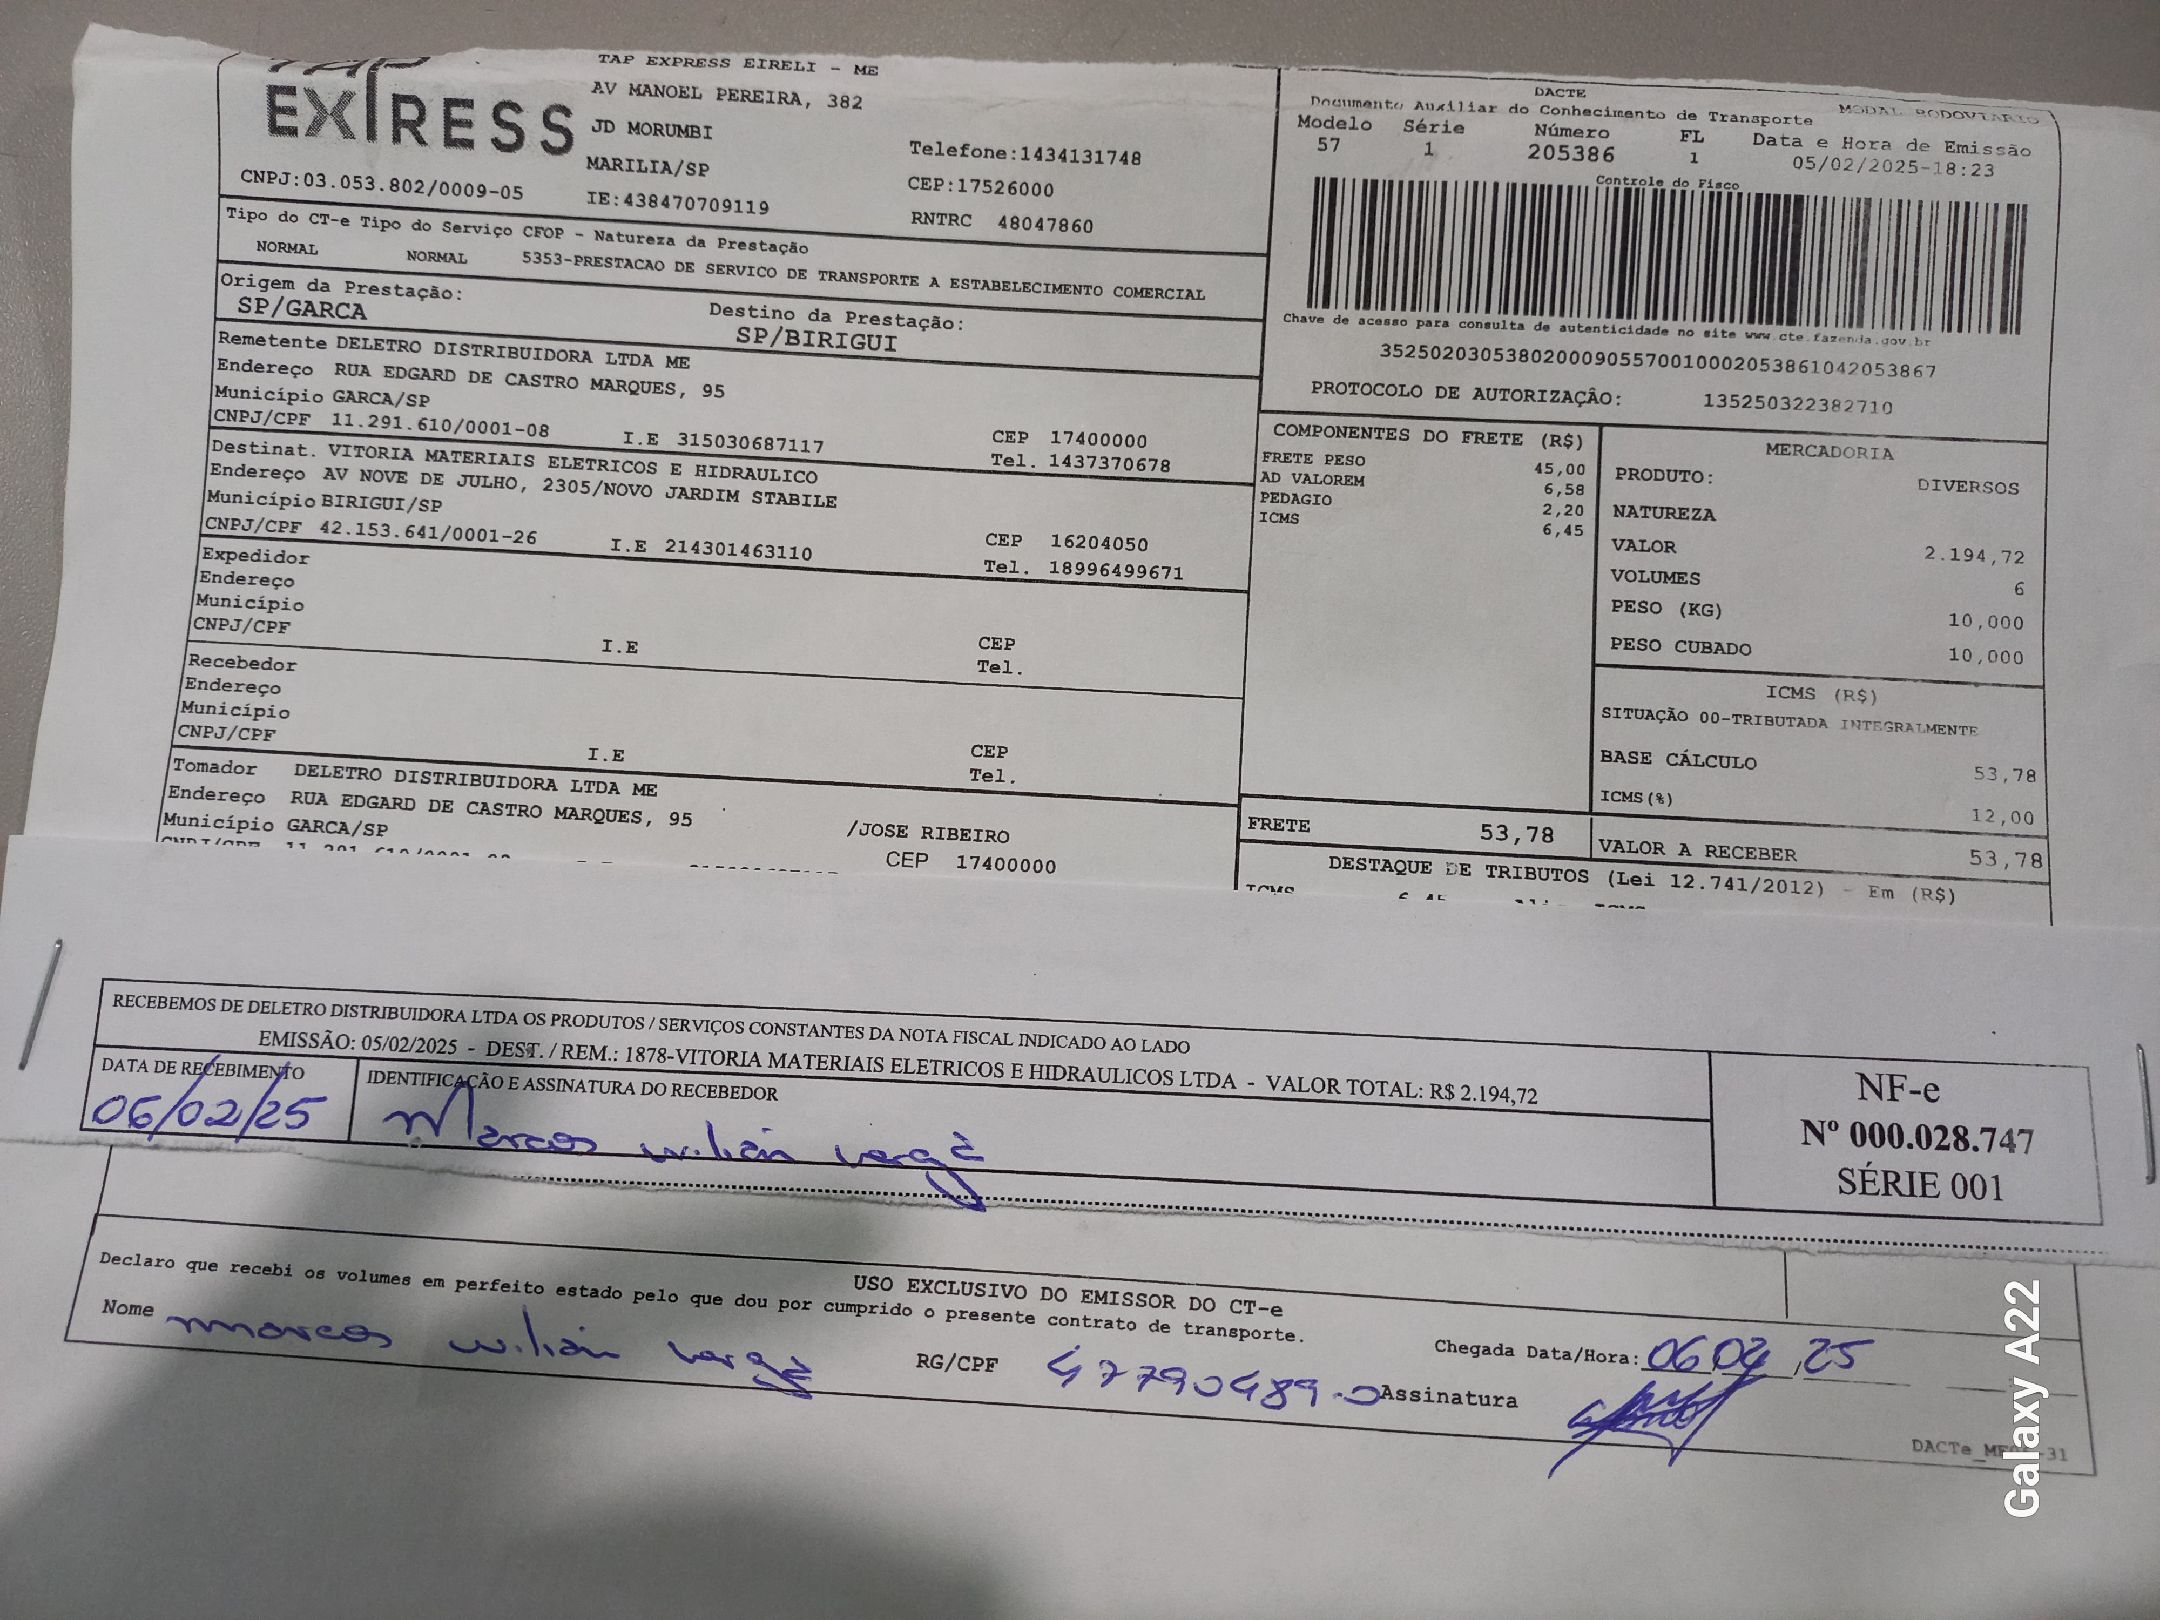 EXPRESS
TAP EXPRESS EIRELI - ME
AV MANOEL PEREIRA, 382
JD MORUMBI
MARILIA/SP
Telefone:1434131748
CEP:17526000
CNPJ:03.053.802/0009-05
IE:438470709119
RNTRC 48047860
DACTE
Documento Auxiliar do Conhecimento de Transporte
MODAL RODOVIARIO
Modelo Série Número FL Data e Hora de Emissão
57 1 205386 1 05/02/2025-18:23
Controle do Fisco
Chave de acesso para consulta de autenticidade no site www.cte.fazenda.gov.br
35250203053802000905570010002053861042053867
PROTOCOLO DE AUTORIZAÇÂO: 135250322382710
Tipo do CT-e Tipo do Serviço CFOP - Natureza da Prestação
NORMAL NORMAL 5353-PRESTACAO DE SERVICO DE TRANSPORTE A ESTABELECIMENTO COMERCIAL
Origem da Prestação: Destino da Prestação:
SP/GARCA SP/BIRIGUI
Remetente DELETRO DISTRIBUIDORA LTDA ME
Endereço RUA EDGARD DE CASTRO MARQUES, 95
Município GARCA/SP CEP 17400000
CNPJ/CPF 11.291.610/0001-08 I.E 315030687117 Tel. 1437370678
Destinat. VITORIA MATERIAIS ELETRICOS E HIDRAULICO
Endereço AV NOVE DE JULHO, 2305/NOVO JARDIM STABILE
Município BIRIGUI/SP CEP 16204050
CNPJ/CPF 42.153.641/0001-26 I.E 214301463110 Tel. 18996499671
Expedidor
Endereço
Município CEP
CNPJ/CPF I.E Tel.
Recebedor
Endereço
Município CEP
CNPJ/CPF I.E Tel.
Tomador DELETRO DISTRIBUIDORA LTDA ME
Endereço RUA EDGARD DE CASTRO MARQUES, 95 /JOSE RIBEIRO
Município GARCA/SP CEP 17400000
COMPONENTES DO FRETE (R$)
FRETE PESO 45,00
AD VALOREM 6,58
PEDAGIO 2,20
ICMS 6,45
MERCADORIA
PRODUTO: DIVERSOS
NATUREZA
VALOR 2.194,72
VOLUMES 6
PESO (KG) 10,000
PESO CUBADO 10,000
ICMS (R$)
SITUAÇÃO 00-TRIBUTADA INTEGRALMENTE
BASE CÁLCULO 53,78
ICMS(%) 12,00
FRETE 53,78 VALOR A RECEBER 53,78
DESTAQUE DE TRIBUTOS (Lei 12.741/2012) - Em (R$)
RECEBEMOS DE DELETRO DISTRIBUIDORA LTDA OS PRODUTOS / SERVIÇOS CONSTANTES DA NOTA FISCAL INDICADO AO LADO
EMISSÃO: 05/02/2025 - DEST. / REM.: 1878-VITORIA MATERIAIS ELETRICOS E HIDRAULICOS LTDA - VALOR TOTAL: R$ 2.194,72
DATA DE RECEBIMENTO IDENTIFICAÇÃO E ASSINATURA DO RECEBEDOR
06/02/25 Marcos wilian
NF-e
Nº 000.028.747
SÉRIE 001
USO EXCLUSIVO DO EMISSOR DO CT-e
Declaro que recebi os volumes em perfeito estado pelo que dou por cumprido o presente contrato de transporte.
Nome marcos wilian RG/CPF 47790489-0
Chegada Data/Hora: 06 02 25
Assinatura
Galaxy A22